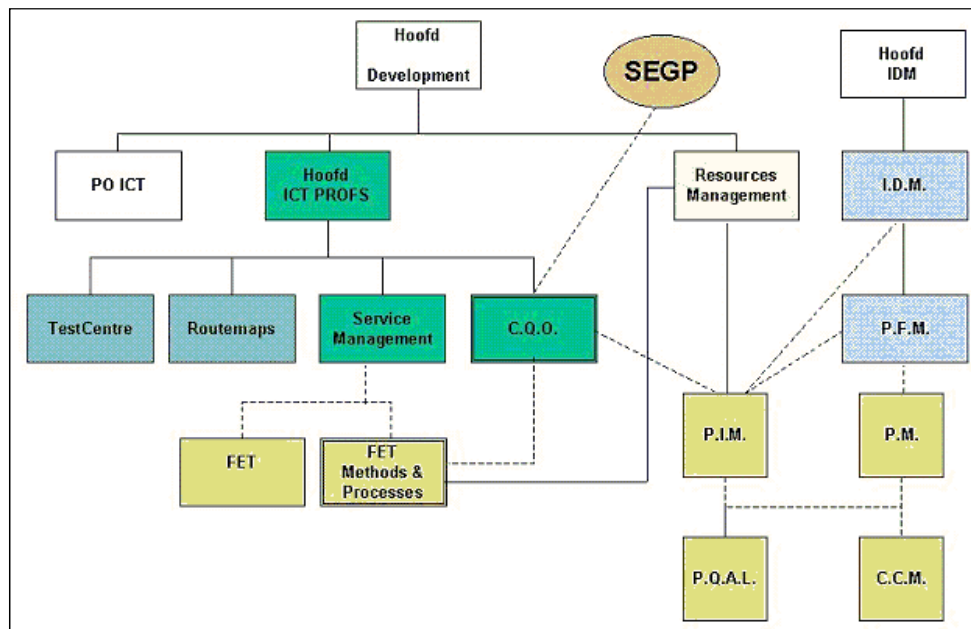 Hoofd
Development
SEGP
Hoofd
IDM
PO ICT
Hoofd
ICT PROFS
Resources
Management
I.D.M.
TestCentre
Routemaps
Service
Management
C.Q.O.
P.F.M.
FET
FET
Methods &
Processes
P.I.M.
P.M.
P.Q.A.L.
C.C.M.